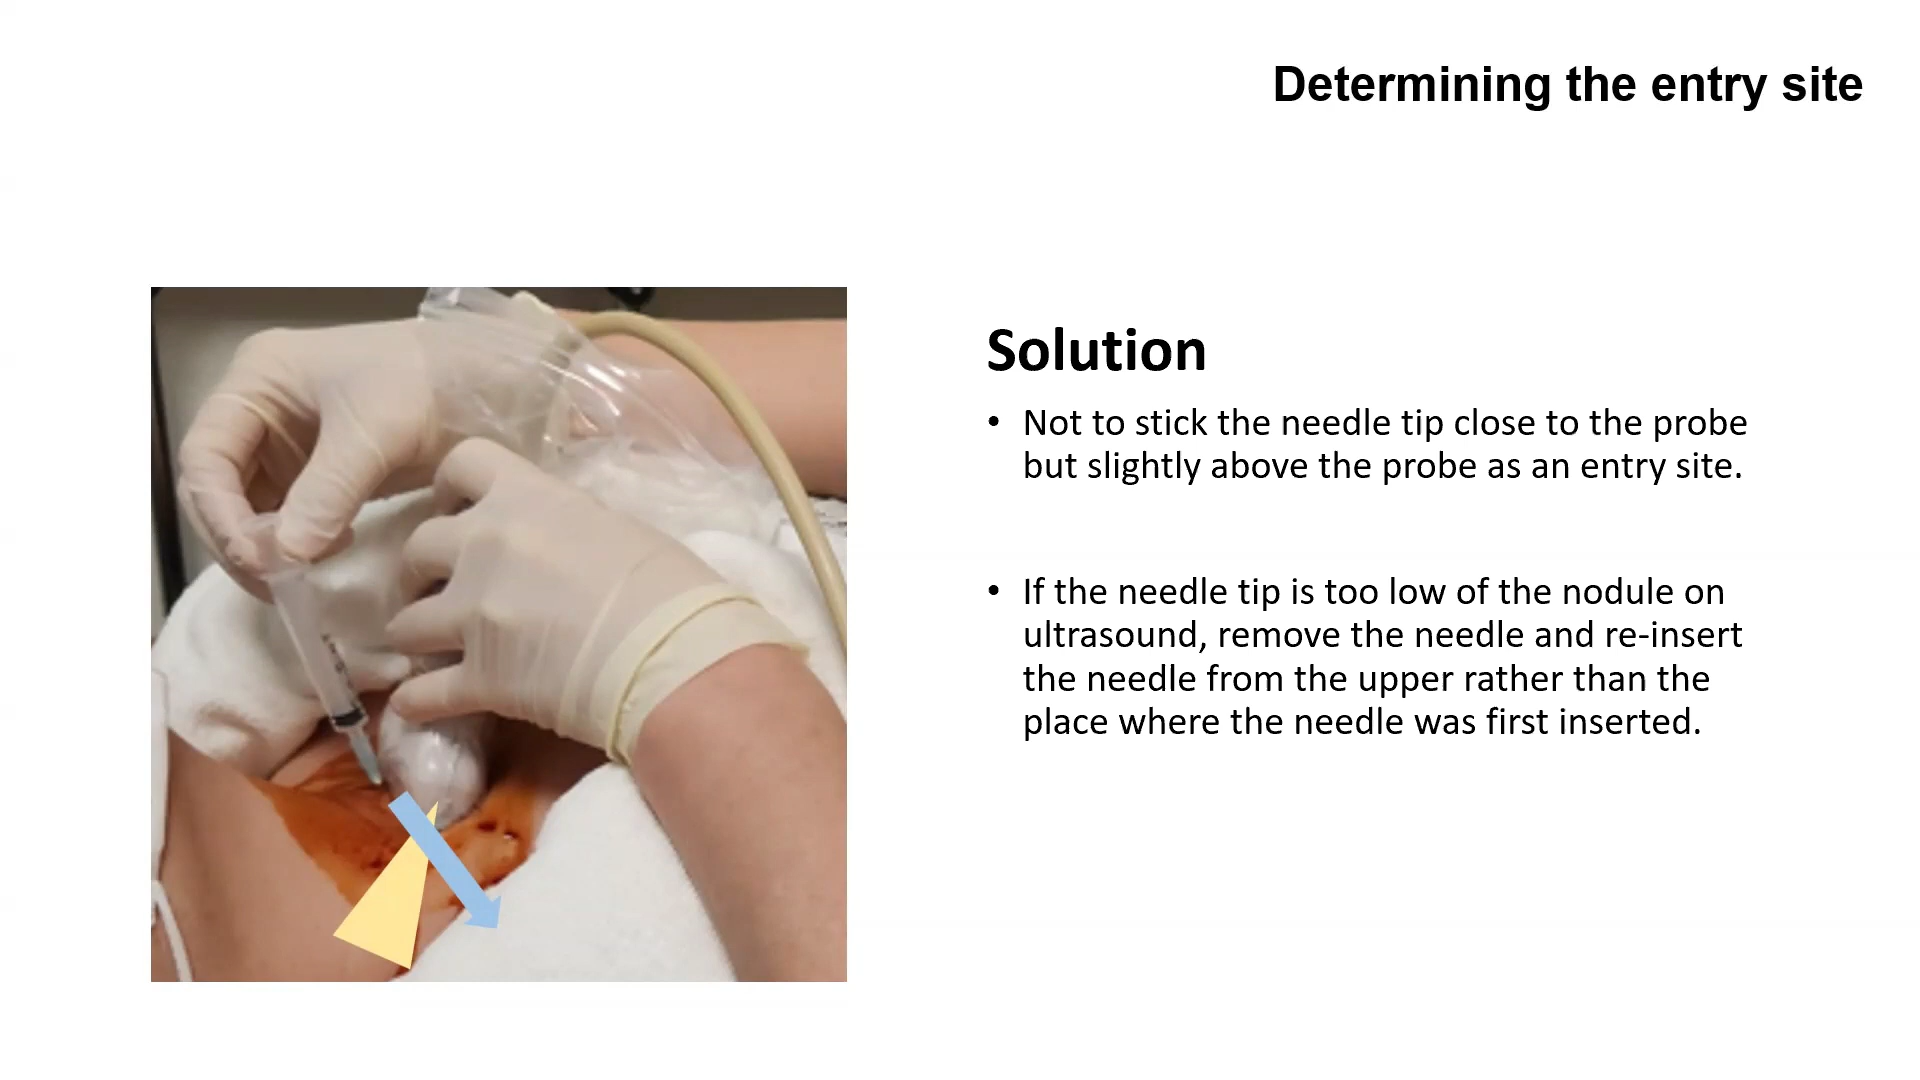 Determining the entry site
Solution
• Not to stick the needle tip close to the probe
but slightly above the probe as an entry site.
• If the needle tip is too low of the nodule on
ultrasound, remove the needle and re-insert
the needle from the upper rather than the
place where the needle was first inserted.